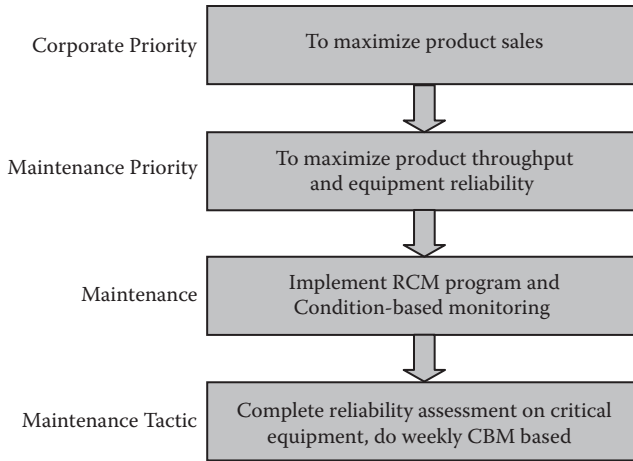 Corporate Priority
To maximize product sales
Maintenance Priority
To maximize product throughput
and equipment reliability
Maintenance
Implement RCM program and
Condition-based monitoring
Maintenance Tactic
Complete reliability assessment on critical
equipment, do weekly CBM based